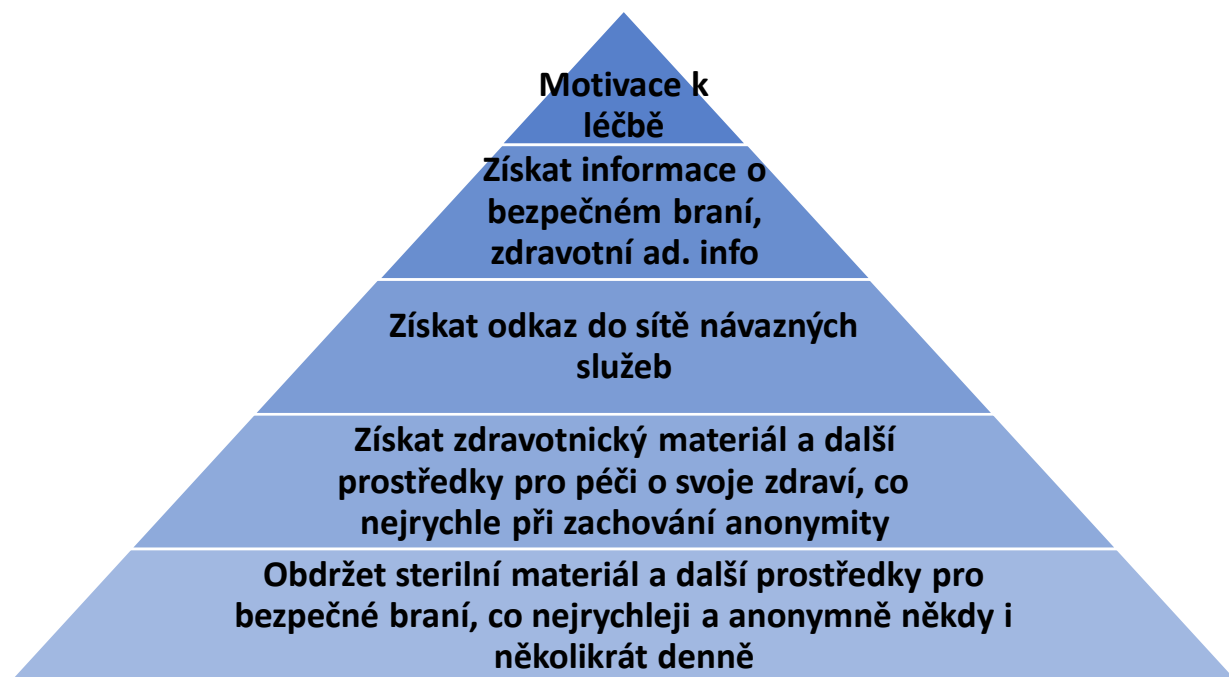 Motivace k
léčbě
Získat informace o
bezpečném braní,
zdravotní ad. info
Získat odkaz do sítě návazných
služeb
Získat zdravotnický materiál a další
prostředky pro péči o svoje zdraví, co
nejrychle při zachování anonymity
Obdržet sterilní materiál a další prostředky pro
bezpečné braní, co nejrychleji a anonymně někdy i
několikrát denně